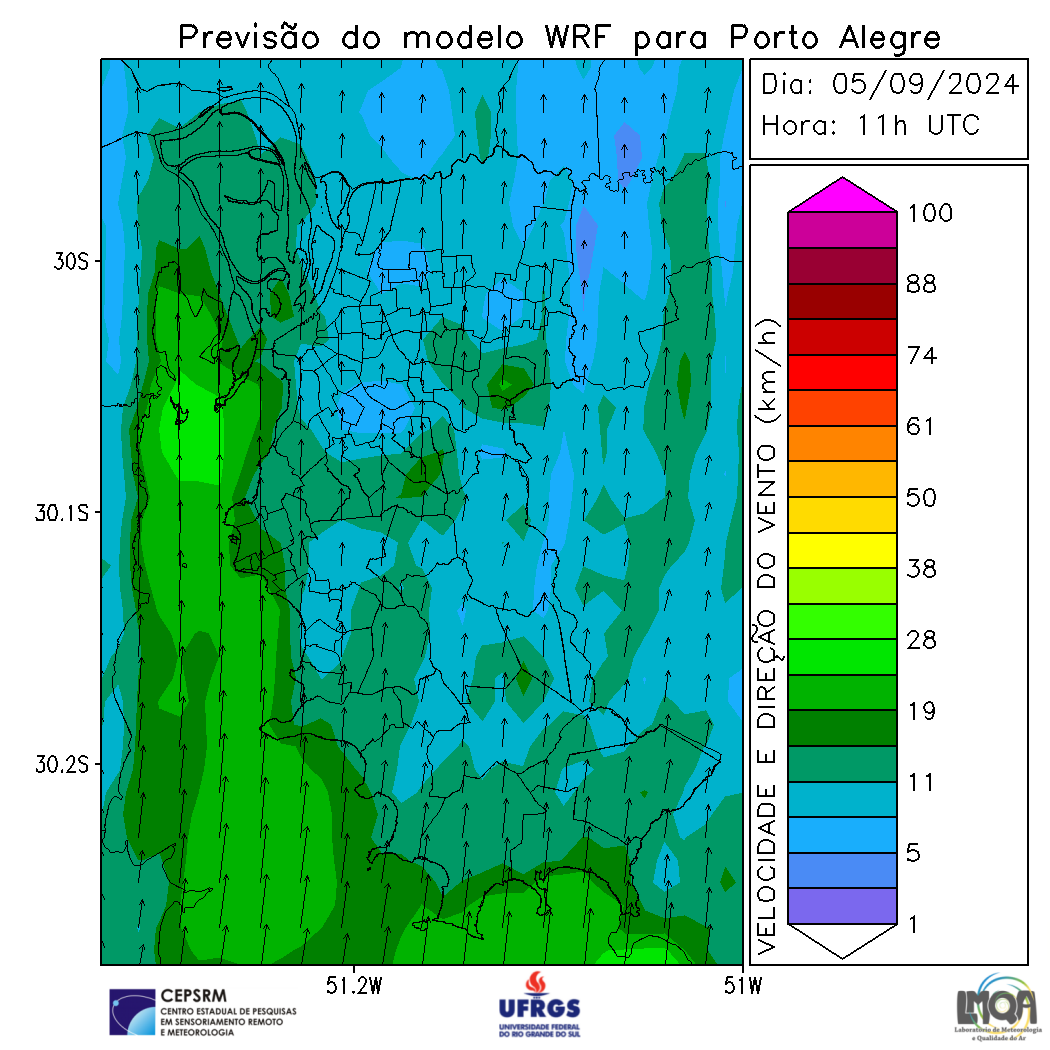 Previsão do modelo WRF para Porto Alegre
Dia: 05/09/2024
Hora: 11h UTC
30S
30.1S
30.2S
51.2W
51W
VELOCIDADE E DIREÇÃO DO VENTO (km/h)
100
88
74
61
50
38
28
19
11
5
1
CEPSRM
CENTRO ESTADUAL DE PESQUISAS
EM SENSORIAMENTO REMOTO
E METEOROLOGIA
UFRGS
UNIVERSIDADE FEDERAL
DO RIO GRANDE DO SUL
LMQA
Laboratório de Meteorologia
e Qualidade do Ar